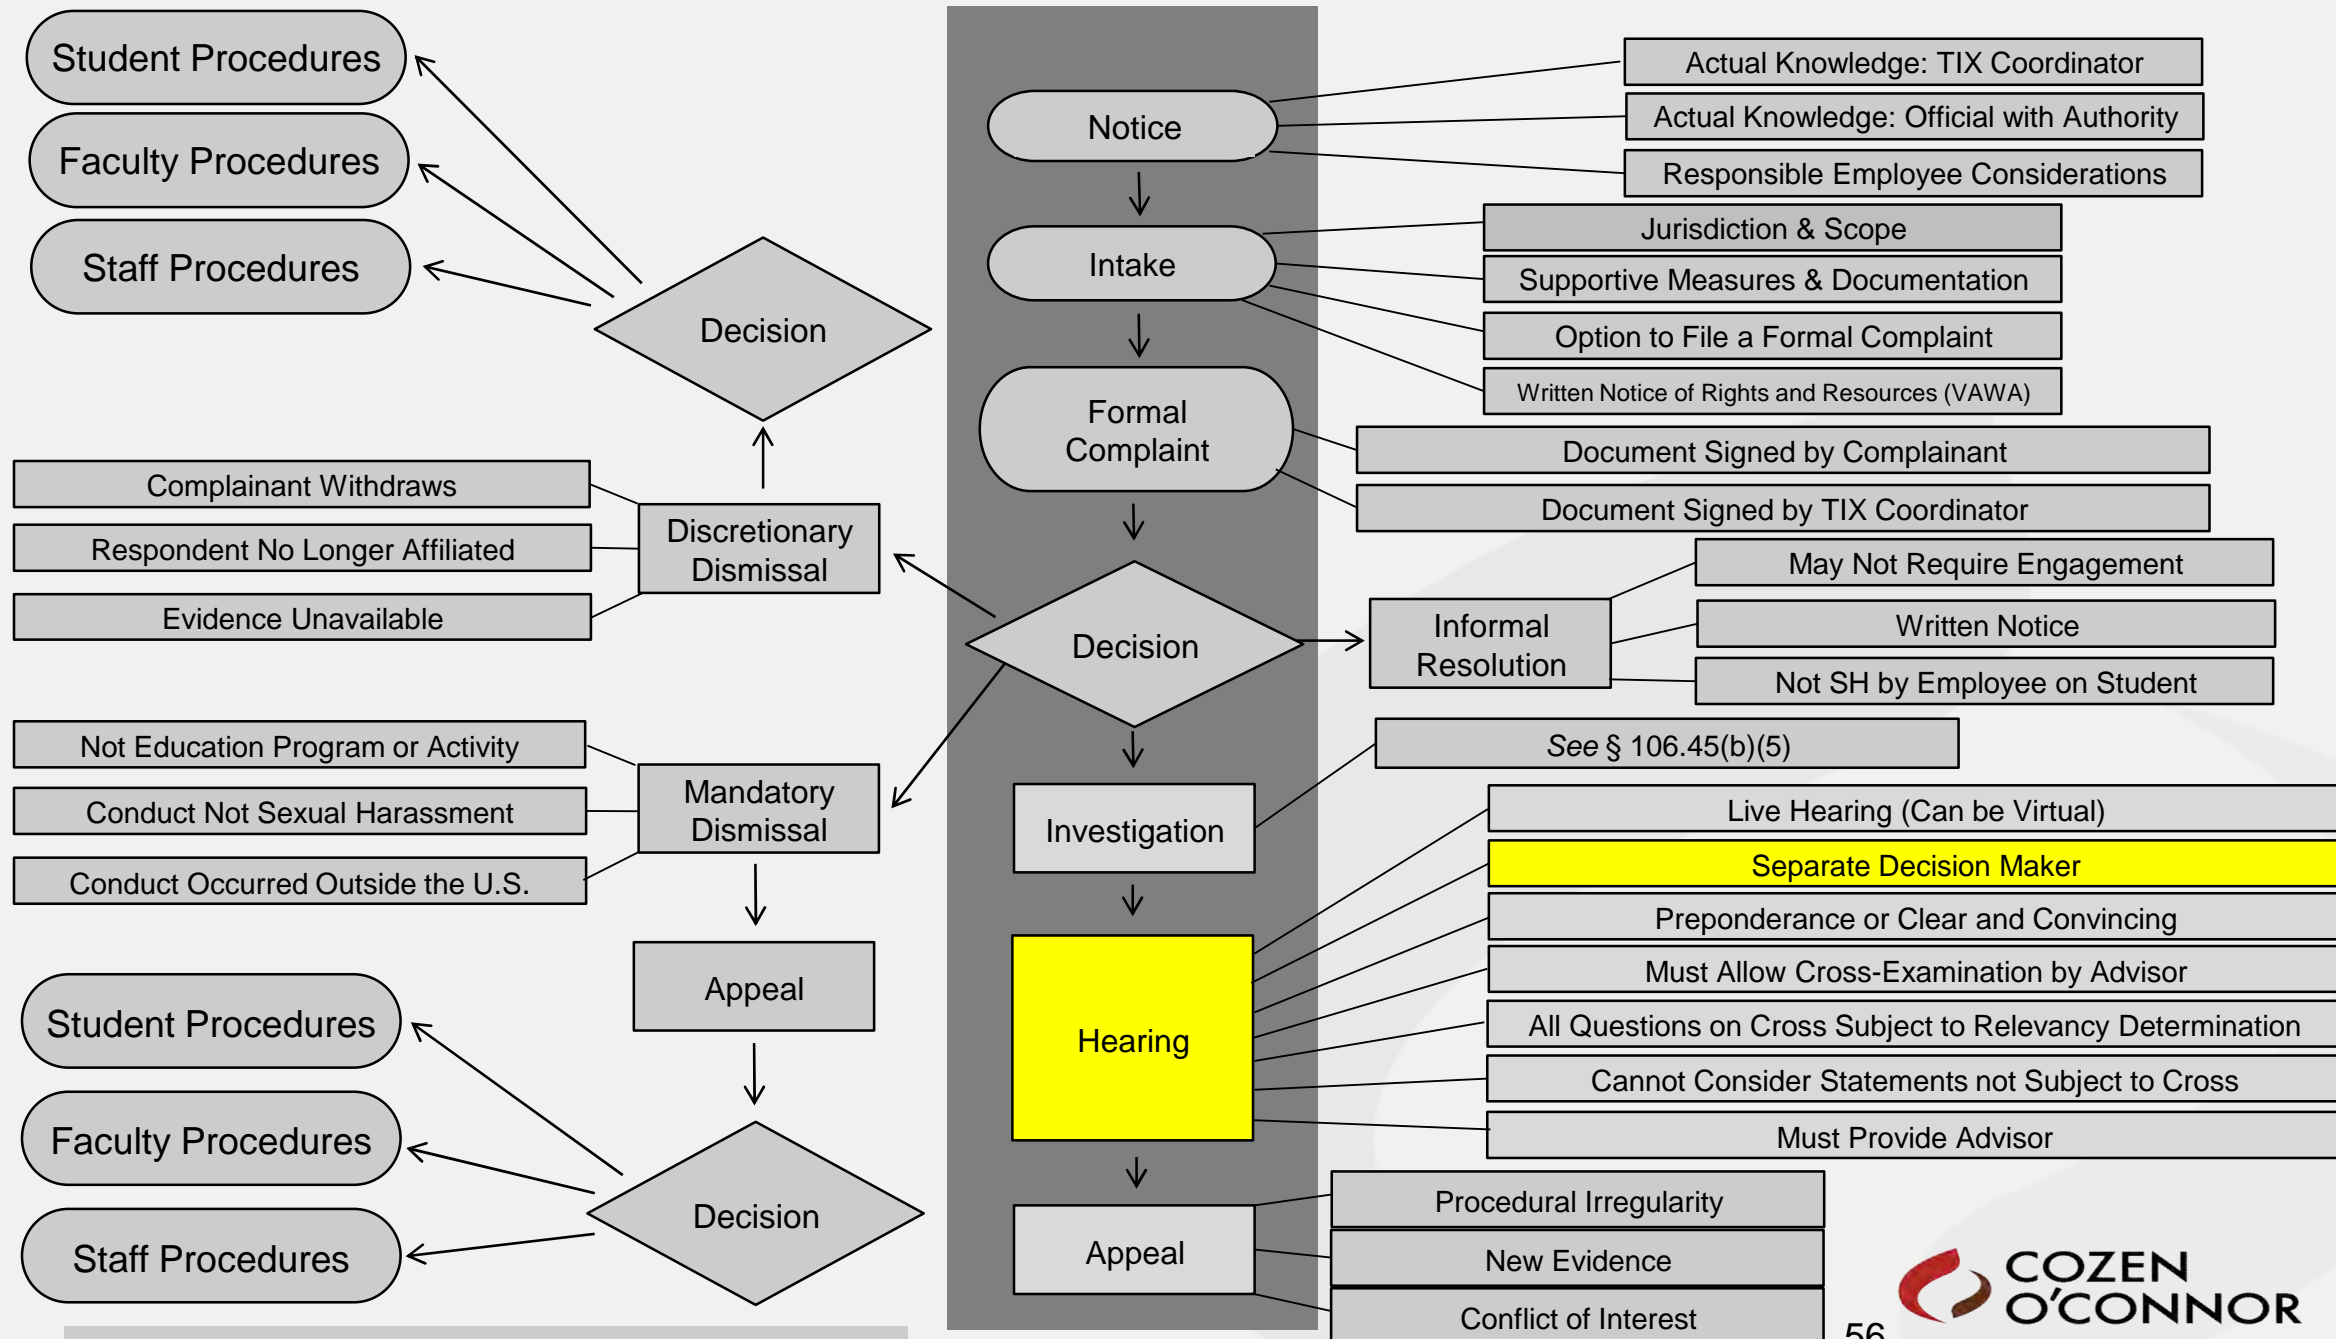 Student Procedures
Faculty Procedures
Staff Procedures
Decision
Complainant Withdraws
Respondent No Longer Affiliated
Evidence Unavailable
Discretionary
Dismissal
Not Education Program or Activity
Conduct Not Sexual Harassment
Conduct Occurred Outside the U.S.
Mandatory
Dismissal
Appeal
Student Procedures
Faculty Procedures
Staff Procedures
Decision
Notice
Intake
Formal
Complaint
Decision
Investigation
Hearing
Appeal
Actual Knowledge: TIX Coordinator
Actual Knowledge: Official with Authority
Responsible Employee Considerations
Jurisdiction & Scope
Supportive Measures & Documentation
Option to File a Formal Complaint
Written Notice of Rights and Resources (VAWA)
Document Signed by Complainant
Document Signed by TIX Coordinator
Informal
Resolution
May Not Require Engagement
Written Notice
Not SH by Employee on Student
See § 106.45(b)(5)
Live Hearing (Can be Virtual)
Separate Decision Maker
Preponderance or Clear and Convincing
Must Allow Cross-Examination by Advisor
All Questions on Cross Subject to Relevancy Determination
Cannot Consider Statements not Subject to Cross
Must Provide Advisor
Procedural Irregularity
New Evidence
Conflict of Interest
COZEN
O'CONNOR
56